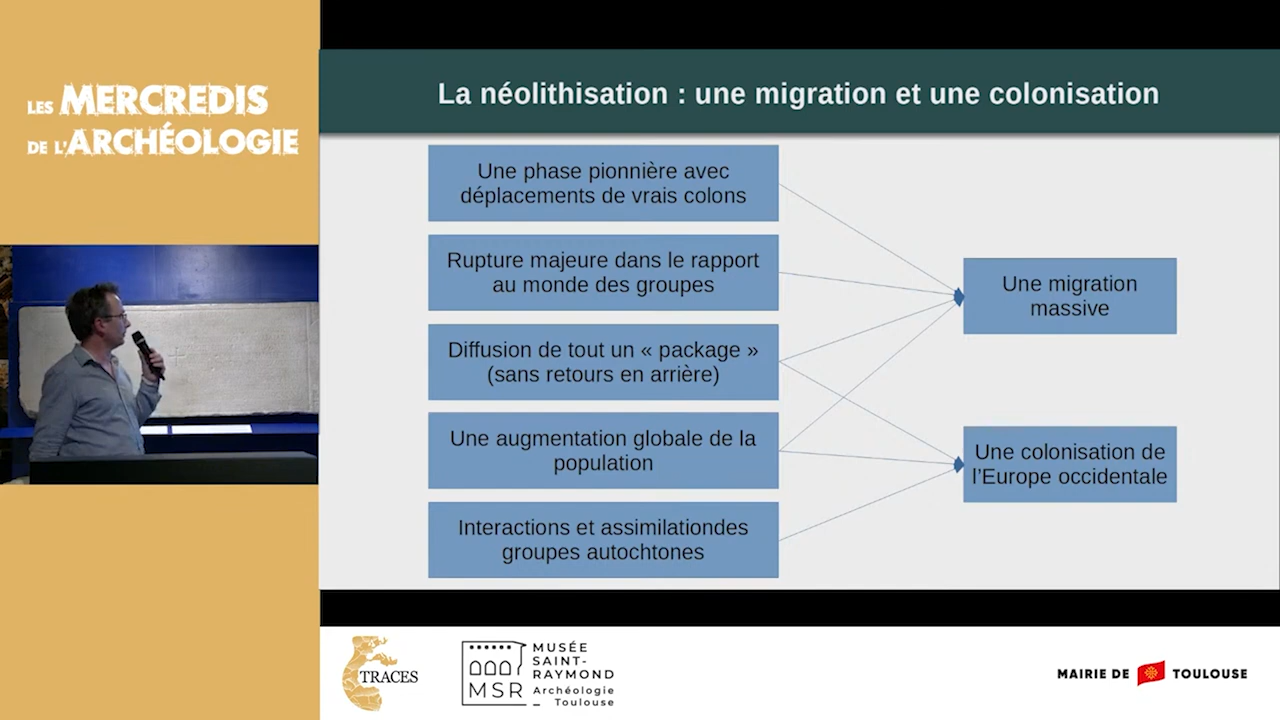 LES MERCREDIS
DE L'ARCHÉOLOGIE
La néolithisation : une migration et une colonisation
Une phase pionnière avec
déplacements de vrais colons
Rupture majeure dans le rapport
au monde des groupes
Diffusion de tout un « package »
(sans retours en arrière)
Une augmentation globale de la
population
Interactions et assimilationdes
groupes autochtones
Une migration
massive
Une colonisation de
l'Europe occidentale
TRACES
MSR
MUSÉE
SAINT-
RAYMOND
Archéologie
Toulouse
MAIRIE DE TOULOUSE